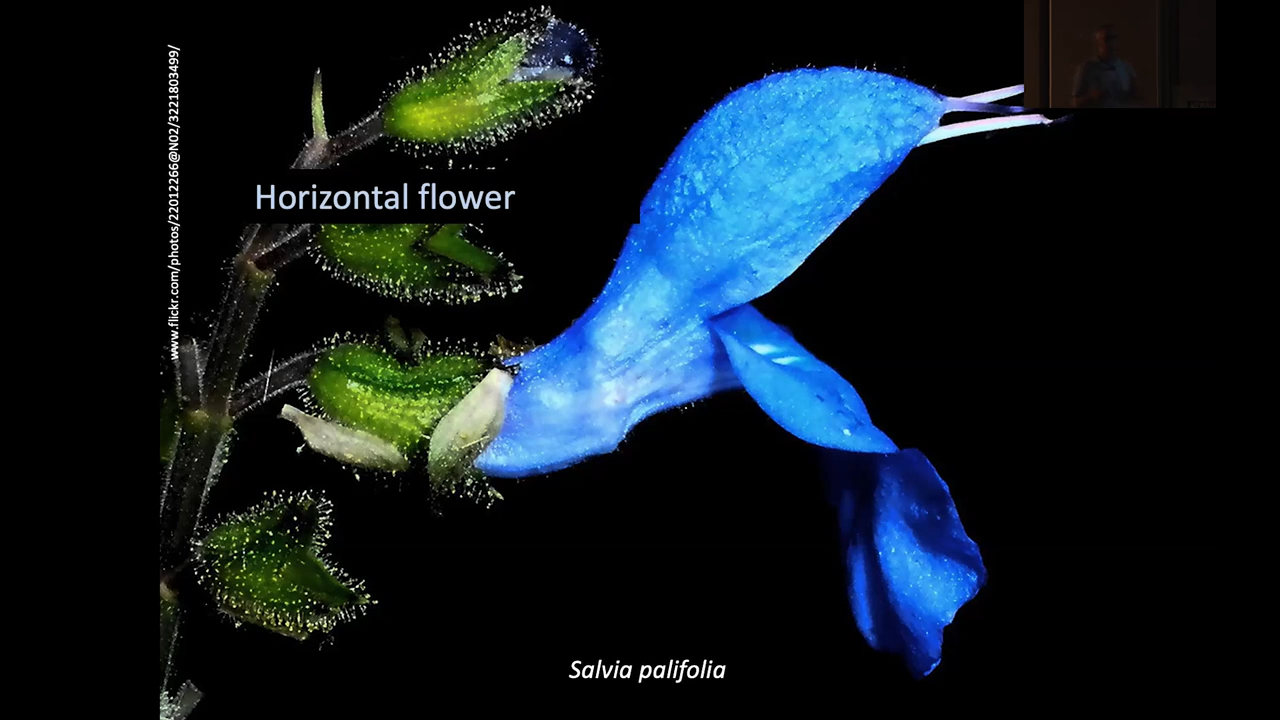 www.flickr.com/photos/22012266@N02/3221803499/
Horizontal flower
Salvia palifolia